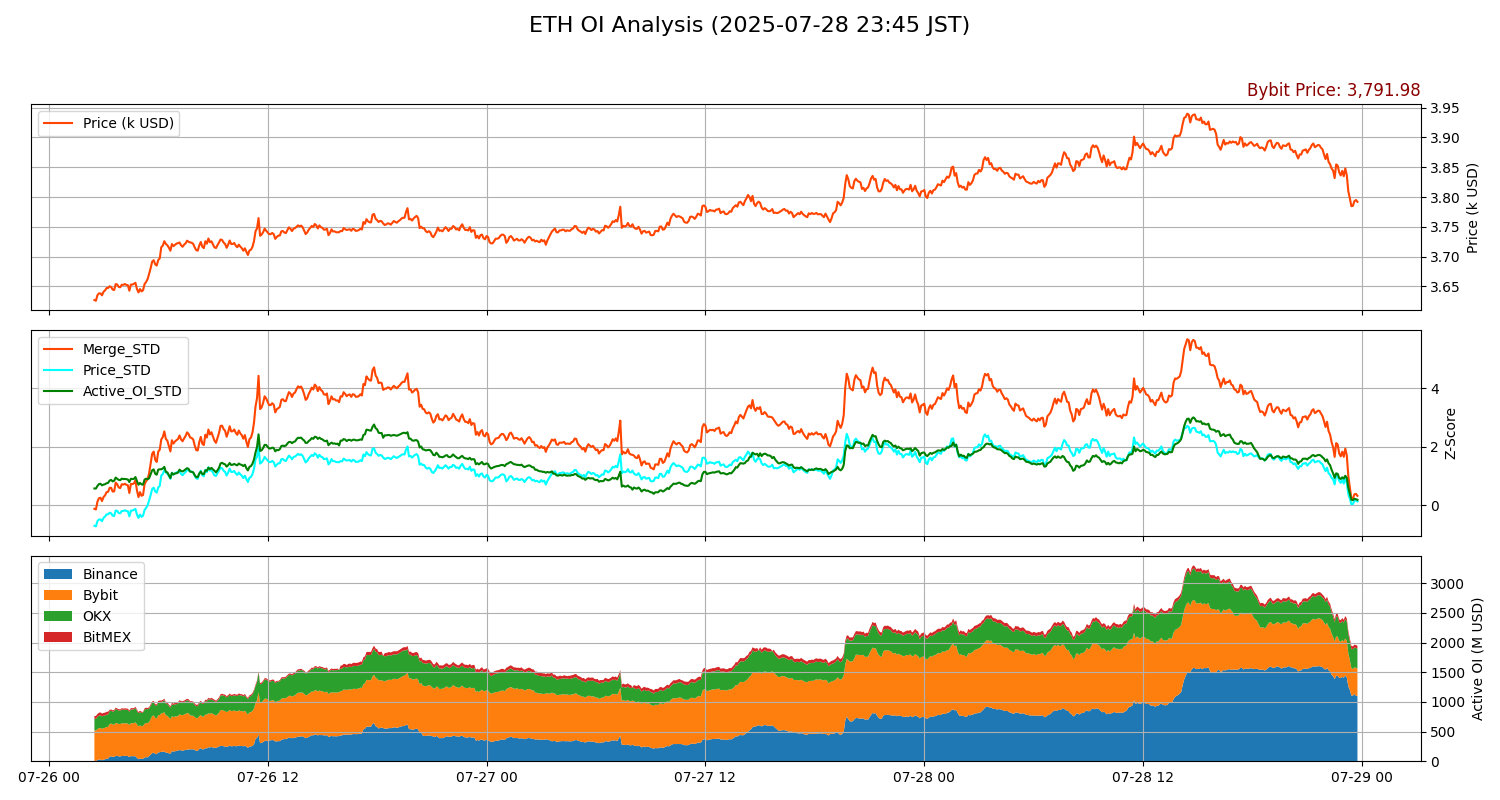 ETH OI Analysis (2025-07-28 23:45 JST)
Bybit Price: 3,791.98
Price (k USD)
3.95
3.90
3.85
3.80
3.75
3.70
3.65
Price (k USD)
Merge_STD
Price_STD
Active_OI_STD
4
2
0
Z-Score
Binance
Bybit
OKX
BitMEX
3000
2500
2000
1500
1000
500
0
Active OI (M USD)
07-26 00 07-26 12 07-27 00 07-27 12 07-28 00 07-28 12 07-29 00